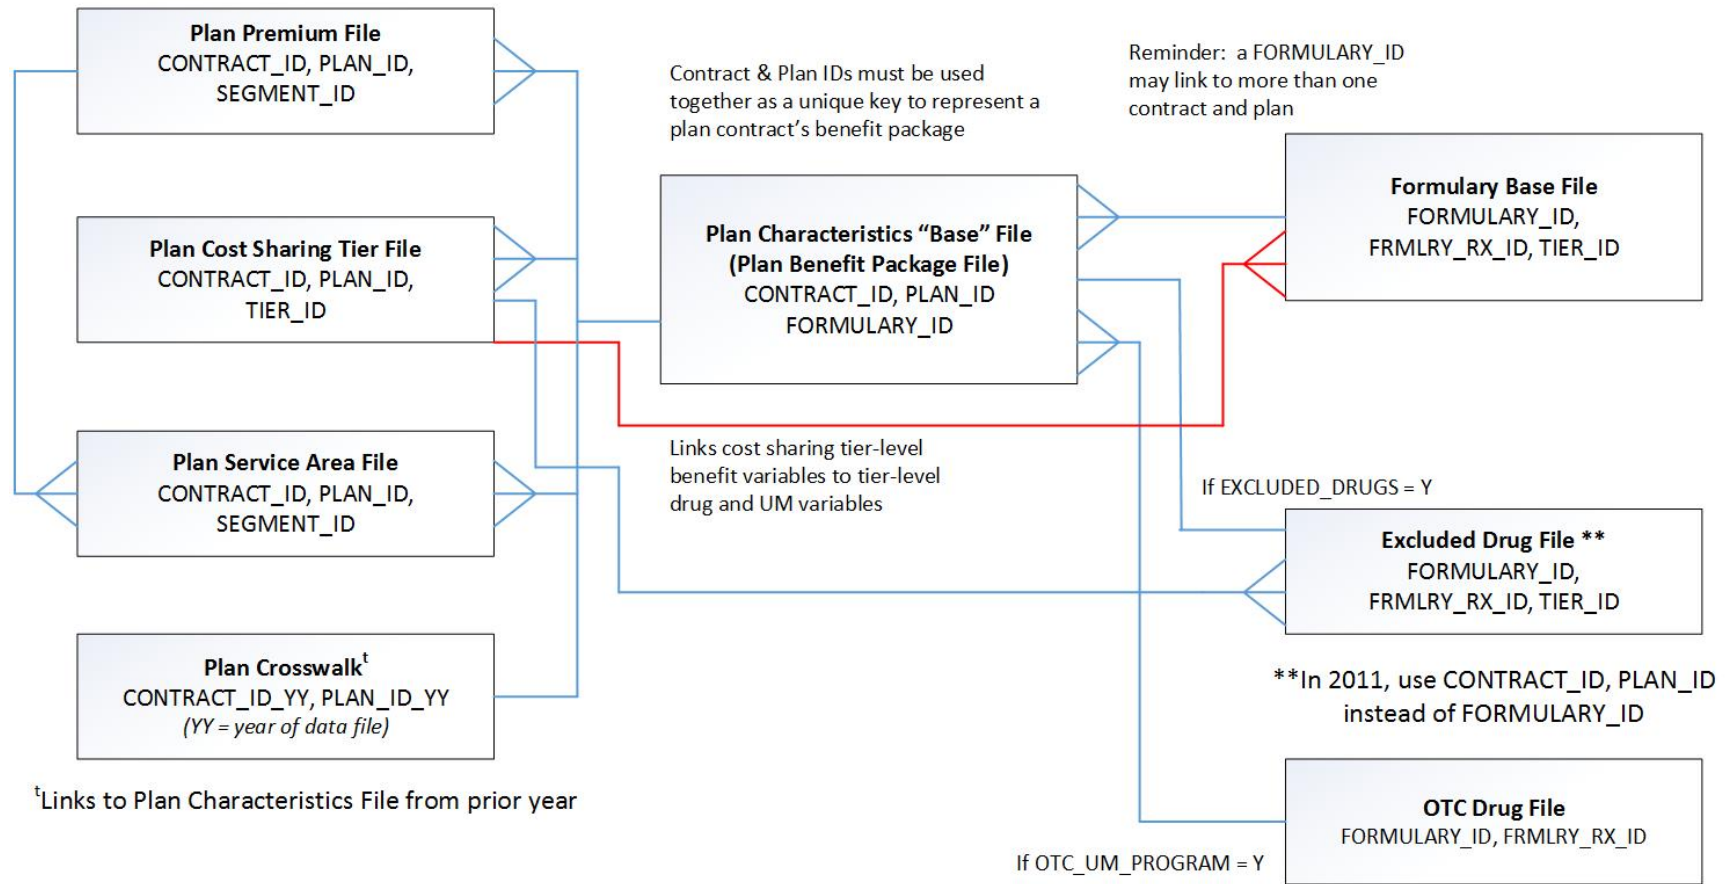 Plan Premium File
CONTRACT_ID, PLAN_ID,
SEGMENT_ID
Plan Cost Sharing Tier File
CONTRACT_ID, PLAN_ID,
TIER_ID
Plan Service Area File
CONTRACT_ID, PLAN_ID,
SEGMENT_ID
Plan Crosswalkᵗ
CONTRACT_ID_YY, PLAN_ID_YY
(YY = year of data file)
ᵗLinks to Plan Characteristics File from prior year
Contract & Plan IDs must be used
together as a unique key to represent a
plan contract’s benefit package
Plan Characteristics “Base” File
(Plan Benefit Package File)
CONTRACT_ID, PLAN_ID
FORMULARY_ID
Links cost sharing tier-level
benefit variables to tier-level
drug and UM variables
Reminder: a FORMULARY_ID
may link to more than one
contract and plan
Formulary Base File
FORMULARY_ID,
FRMLRY_RX_ID, TIER_ID
If EXCLUDED_DRUGS = Y
Excluded Drug File **
FORMULARY_ID,
FRMLRY_RX_ID, TIER_ID
**In 2011, use CONTRACT_ID, PLAN_ID
instead of FORMULARY_ID
OTC Drug File
FORMULARY_ID, FRMLRY_RX_ID
If OTC_UM_PROGRAM = Y